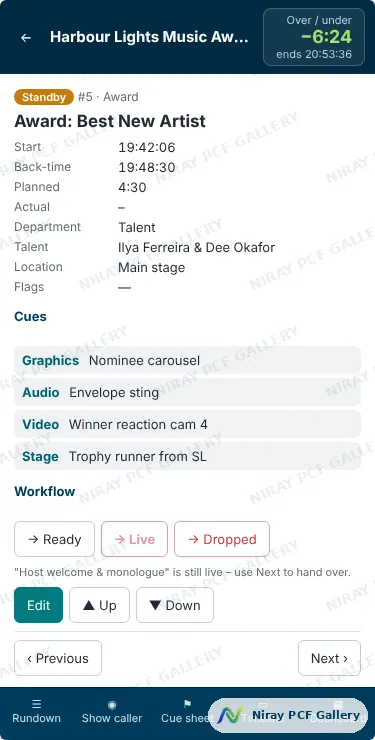 ← Harbour Lights Music Aw...
Over / under
−6:24
ends 20:53:36
Standby #5 · Award
Award: Best New Artist
Start 19:42:06
Back-time 19:48:30
Planned 4:30
Actual –
Department Talent
Talent Ilya Ferreira & Dee Okafor
Location Main stage
Flags —
Cues
Graphics Nominee carousel
Audio Envelope sting
Video Winner reaction cam 4
Stage Trophy runner from SL
Workflow
→ Ready → Live → Dropped
"Host welcome & monologue" is still live – use Next to hand over.
Edit ▲ Up ▼ Down
‹ Previous Next ›
Rundown Show caller Cue sheet
Niray PCF Gallery
NIRAY PCF GALLERY